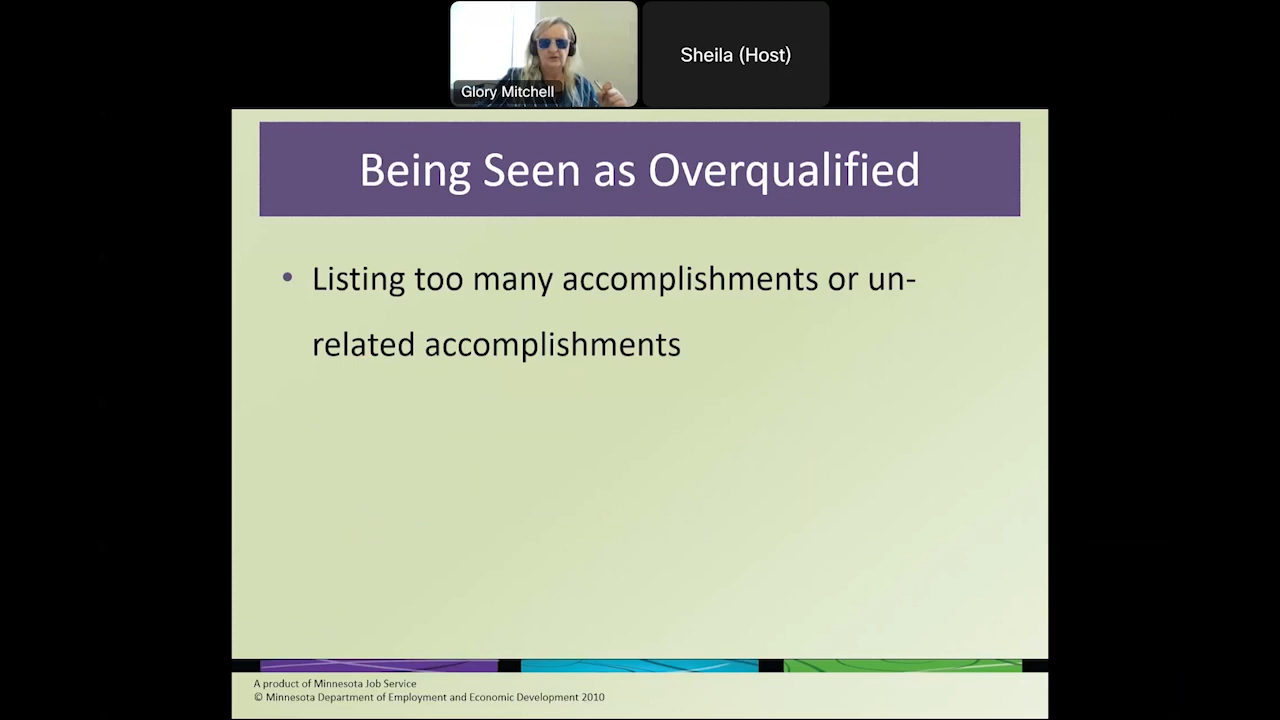 Glory Mitchell
Sheila (Host)
Being Seen as Overqualified
• Listing too many accomplishments or un-
related accomplishments
A product of Minnesota Job Service
© Minnesota Department of Employment and Economic Development 2010